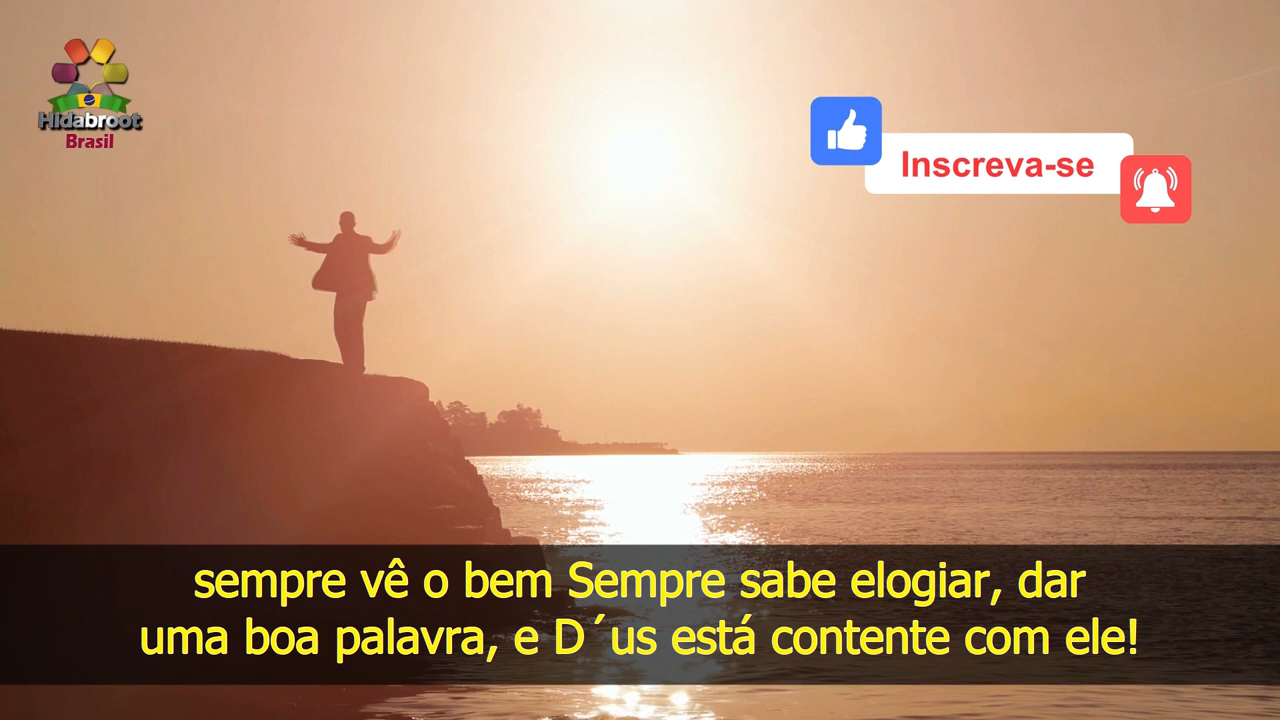 Hidabroot
Brasil
Inscreva-se
sempre vê o bem Sempre sabe elogiar, dar
uma boa palavra, e D´us está contente com ele!